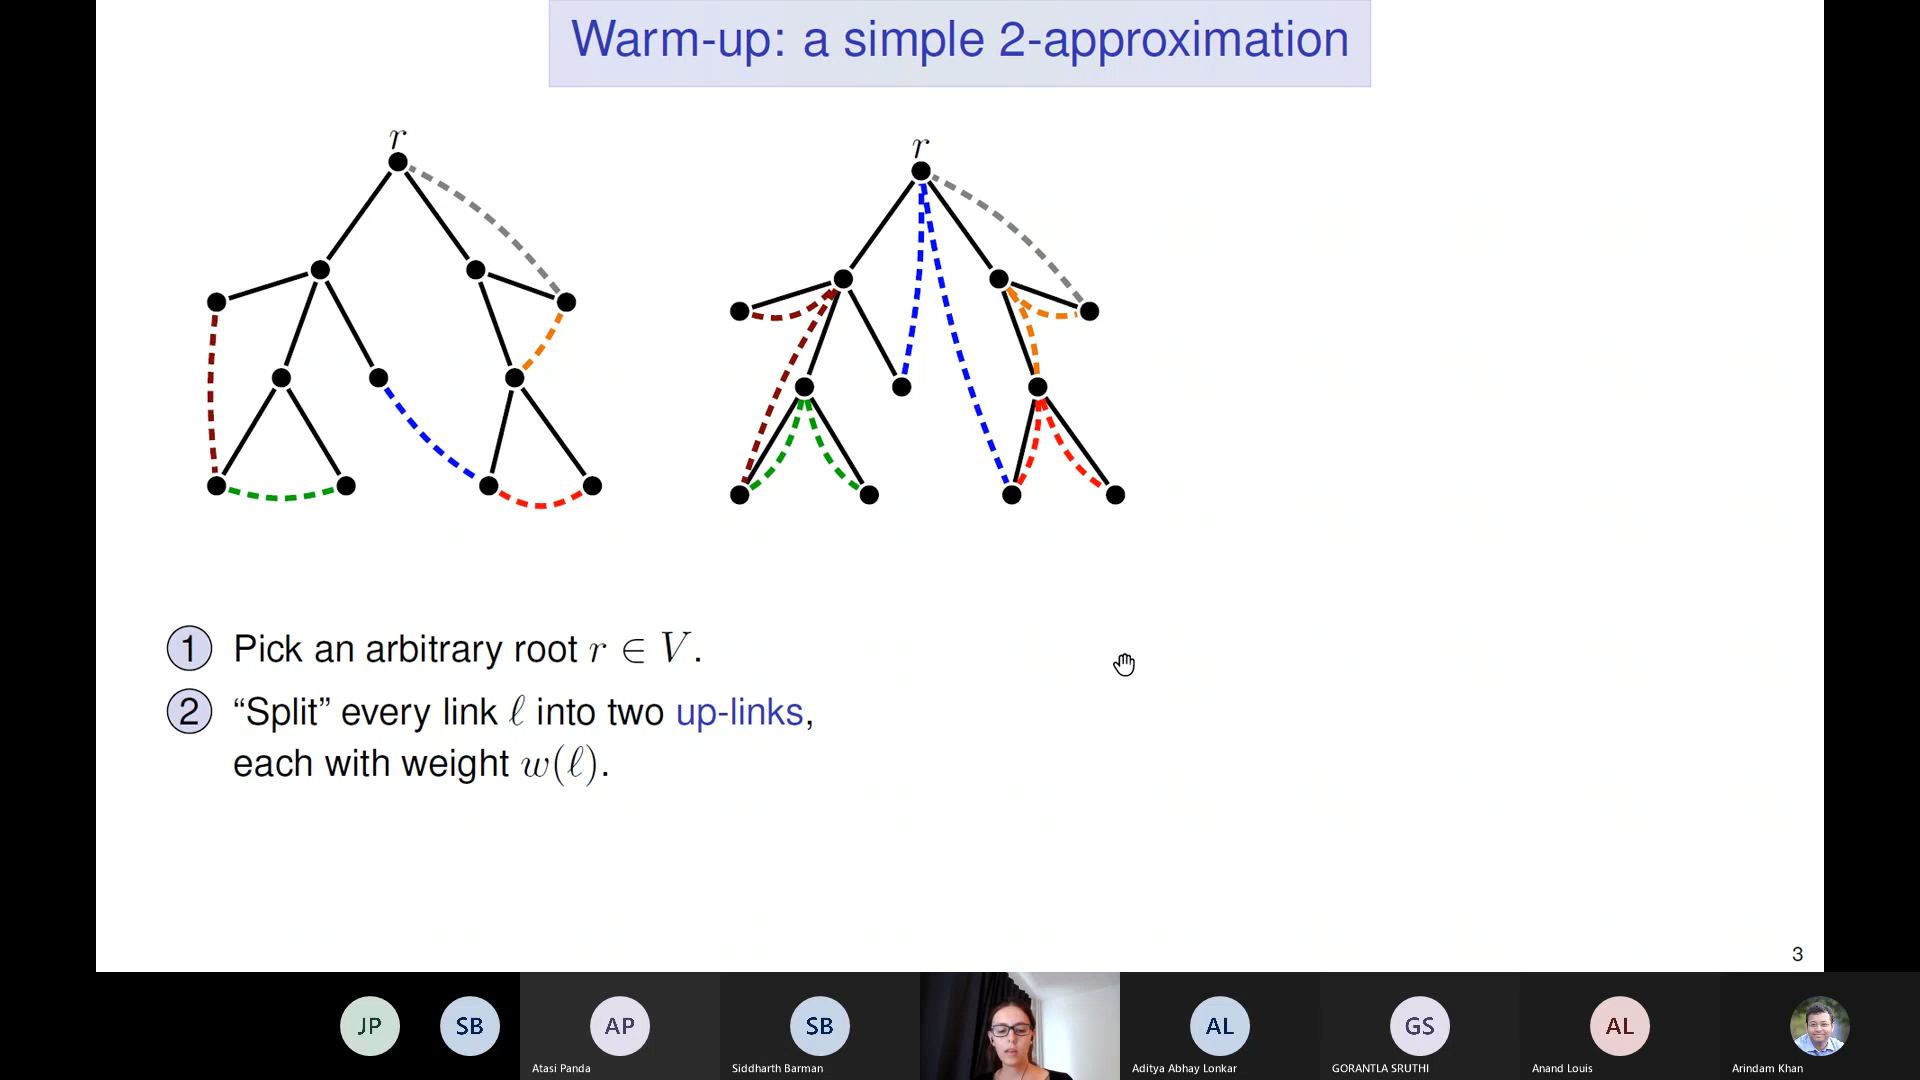 Warm-up: a simple 2-approximation
r
r
1 Pick an arbitrary root r ∈ V.
2 “Split” every link ℓ into two up-links,
each with weight w(ℓ).
3
JP
SB
AP
SB
AL
GS
AL
Atasi Panda
Siddharth Barman
Aditya Abhay Lonkar
GORANTLA SRUTHI
Anand Louis
Arindam Khan